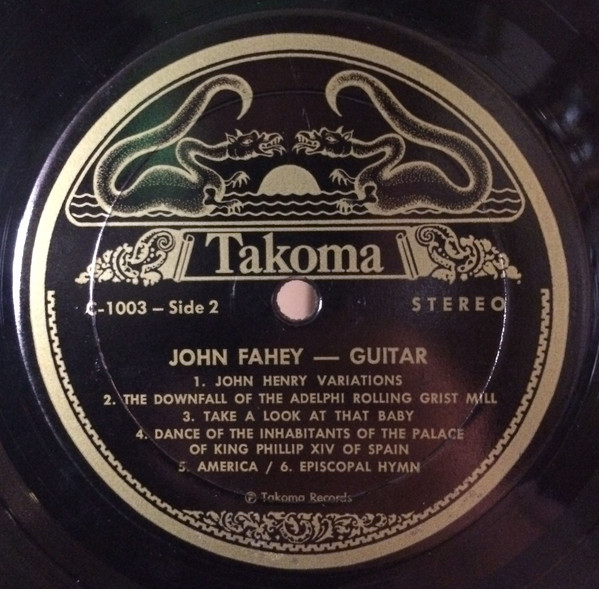 Takoma
C-1003 – Side 2
STEREO
JOHN FAHEY — GUITAR
1. JOHN HENRY VARIATIONS
2. THE DOWNFALL OF THE ADELPHI ROLLING GRIST MILL
3. TAKE A LOOK AT THAT BABY
4. DANCE OF THE INHABITANTS OF THE PALACE
OF KING PHILLIP XIV OF SPAIN
5. AMERICA / 6. EPISCOPAL HYMN
℗ Takoma Records